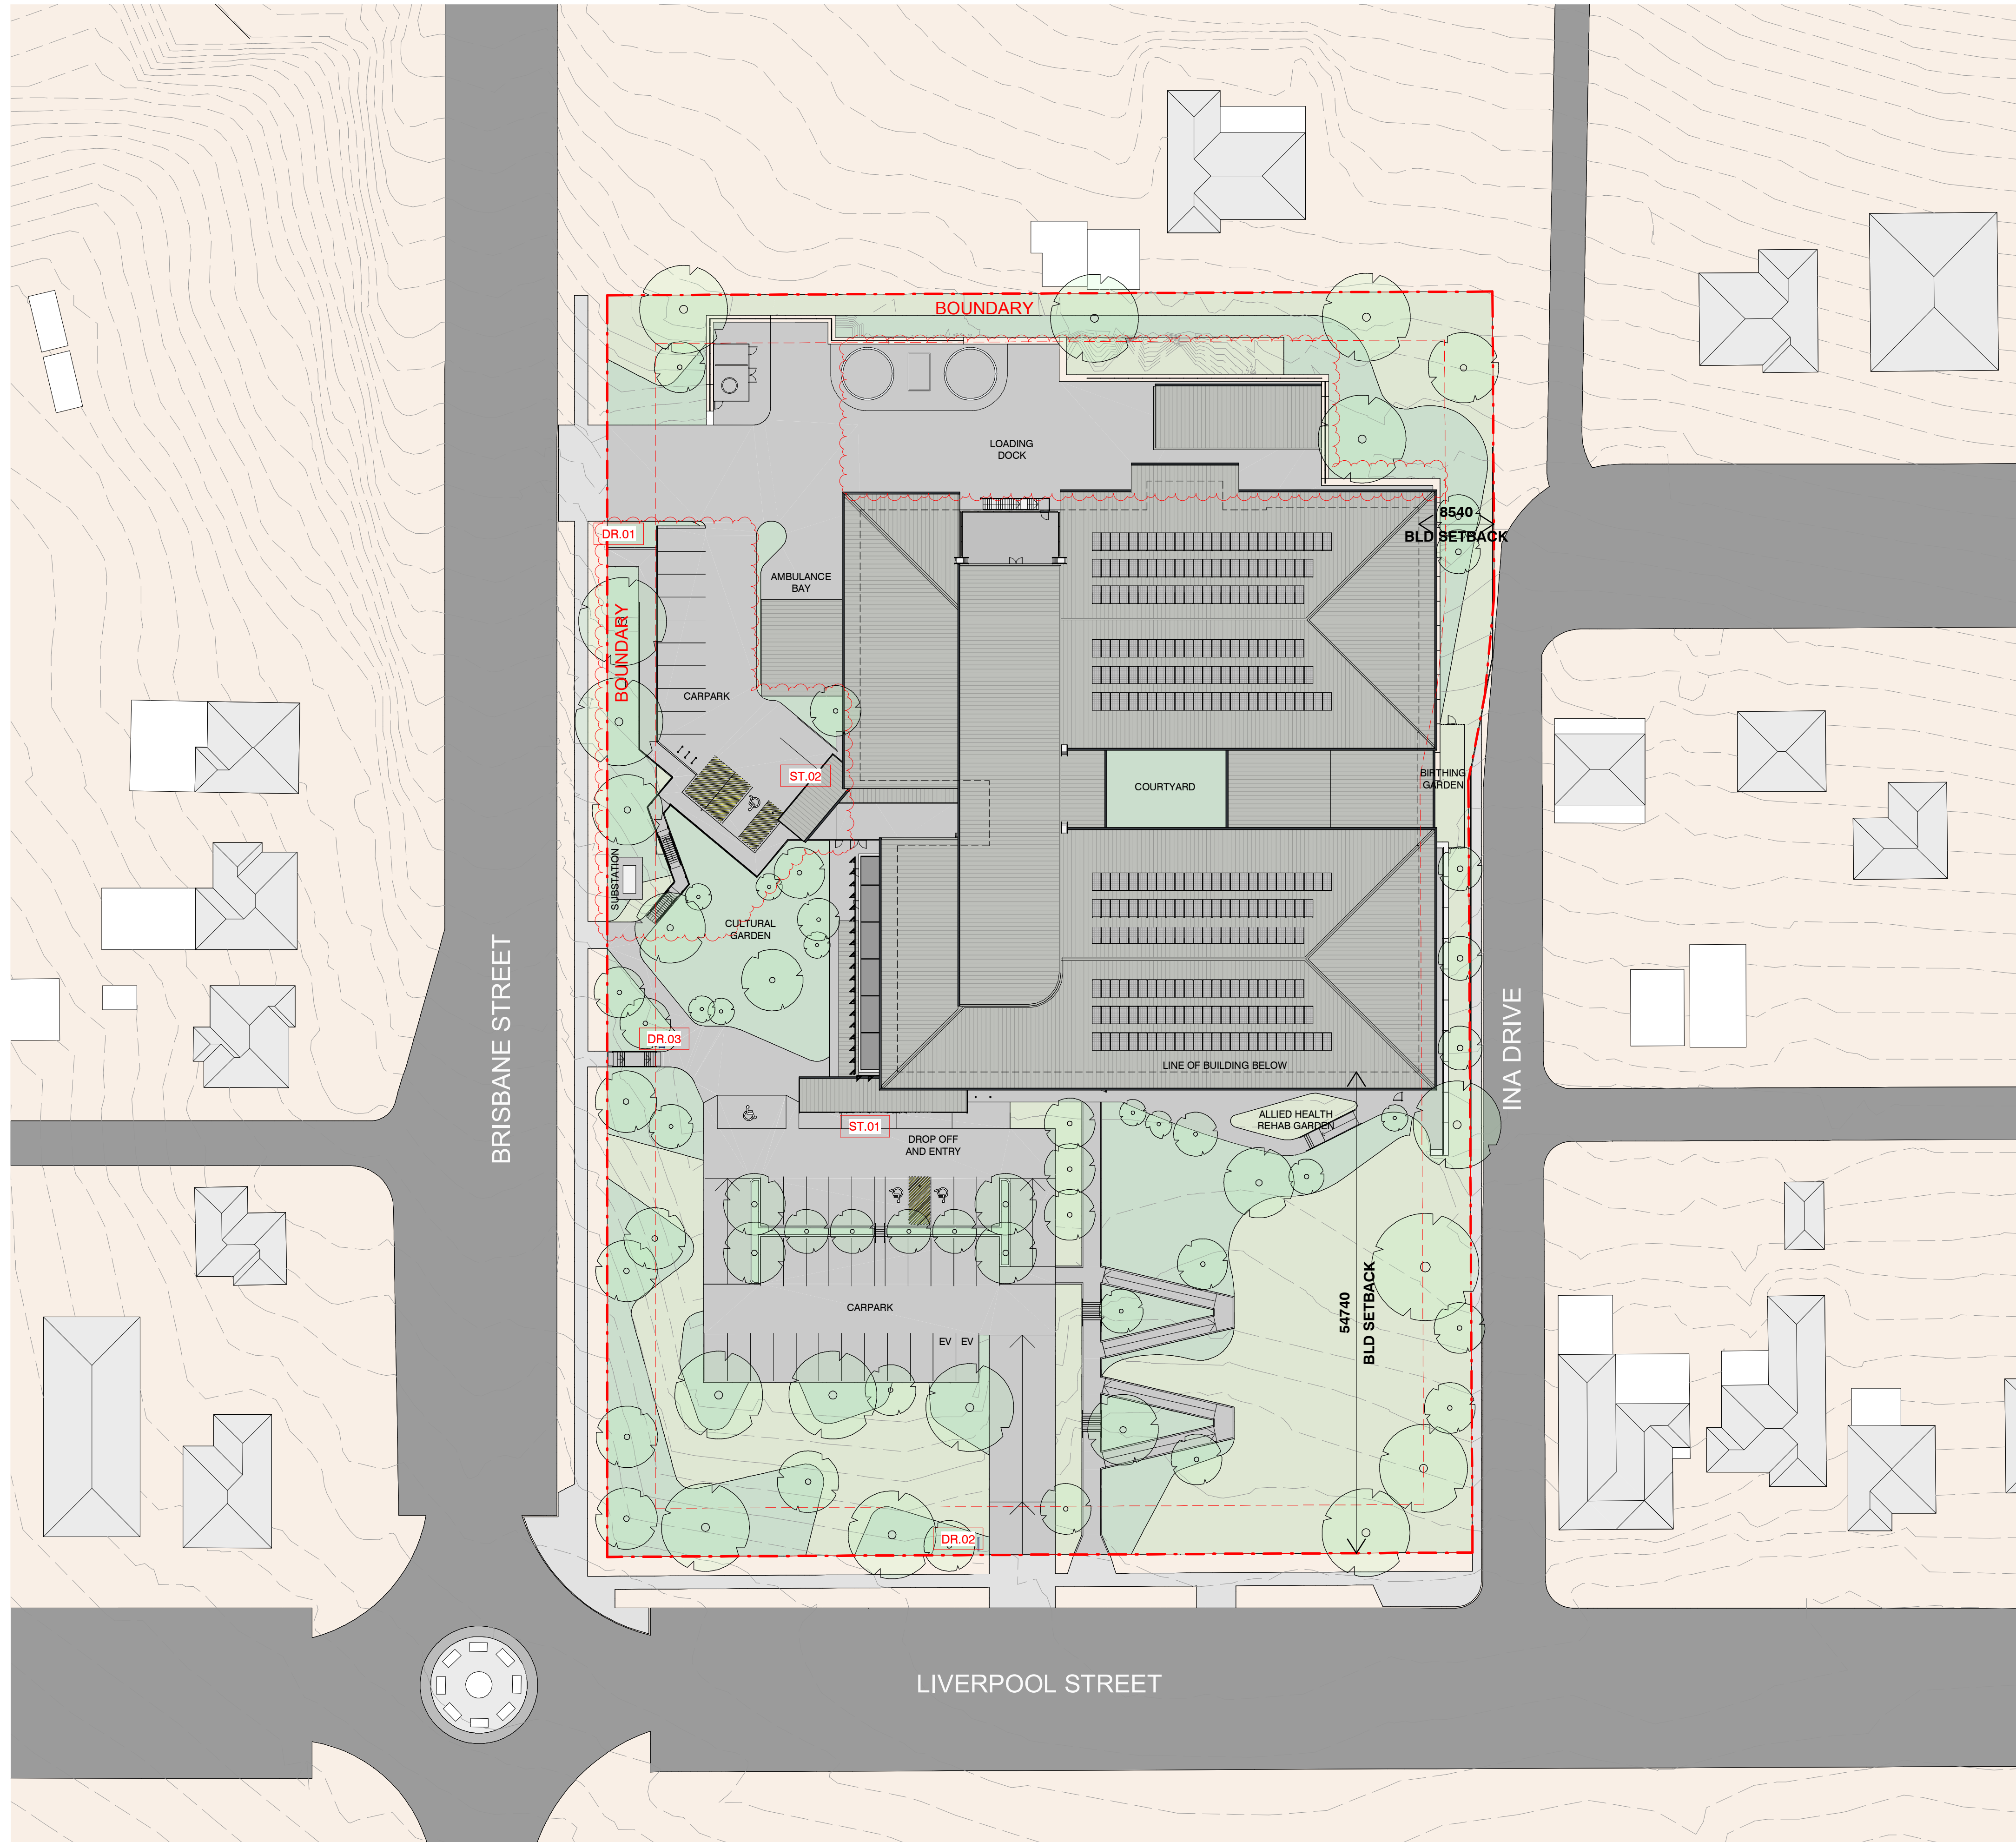 BOUNDARY
LOADING
DOCK
8540
BLD SETBACK
DR.01
AMBULANCE
BAY
BOUNDARY
CARPARK
ST.02
COURTYARD
BIRTHING
GARDEN
SUBSTATION
CULTURAL
GARDEN
BRISBANE STREET
INA DRIVE
DR.03
LINE OF BUILDING BELOW
ALLIED HEALTH
REHAB GARDEN
ST.01
DROP OFF
AND ENTRY
CARPARK
EV EV
54740
BLD SETBACK
DR.02
LIVERPOOL STREET